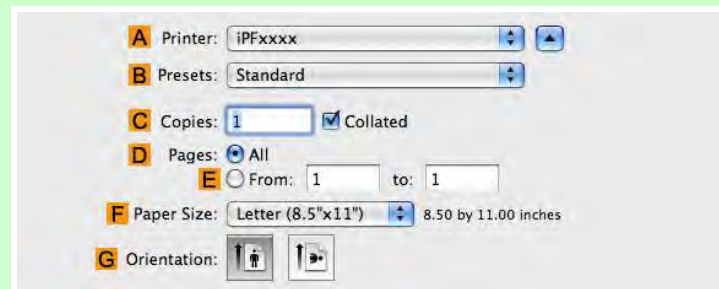 A Printer: iPFxxxx
B Presets: Standard
C Copies: 1 Collated
D Pages: All
E From: 1 to: 1
F Paper Size: Letter (8.5"x11") 8.50 by 11.00 inches
G Orientation: